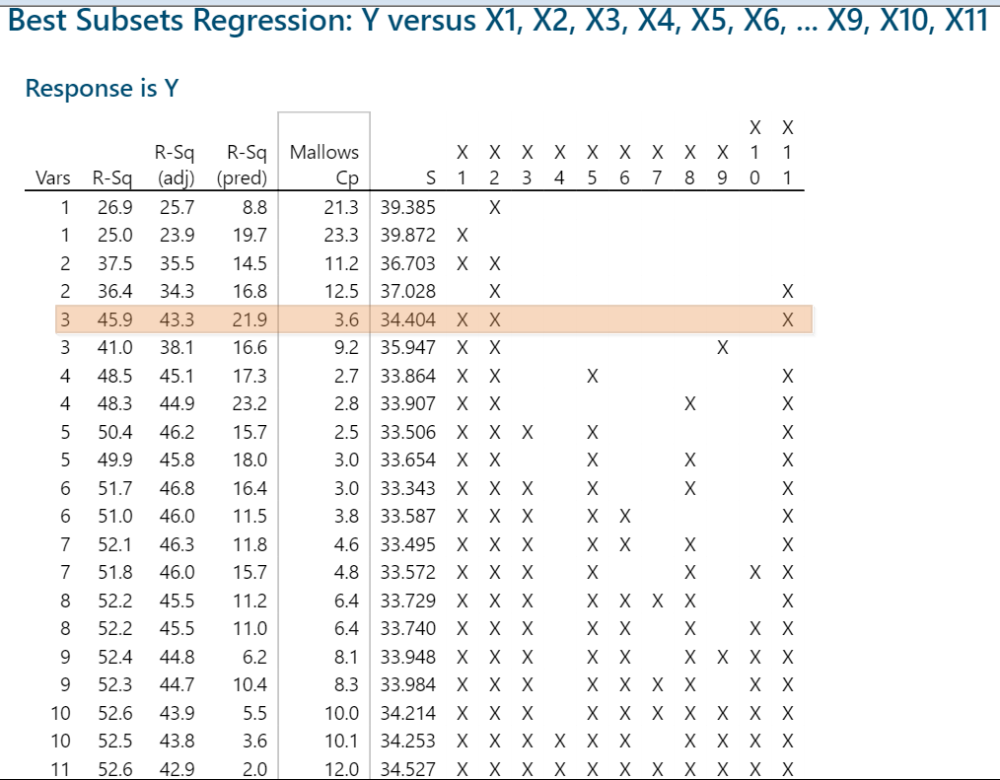 Best Subsets Regression: Y versus X1, X2, X3, X4, X5, X6, ... X9, X10, X11
Response is Y
X X
R-Sq R-Sq Mallows X X X X X X X X X 1 1
Vars R-Sq (adj) (pred) Cp S 1 2 3 4 5 6 7 8 9 0 1
1 26.9 25.7 8.8 21.3 39.385 X
1 25.0 23.9 19.7 23.3 39.872 X
2 37.5 35.5 14.5 11.2 36.703 X X
2 36.4 34.3 16.8 12.5 37.028 X X
3 45.9 43.3 21.9 3.6 34.404 X X X
3 41.0 38.1 16.6 9.2 35.947 X X X
4 48.5 45.1 17.3 2.7 33.864 X X X X
4 48.3 44.9 23.2 2.8 33.907 X X X X
5 50.4 46.2 15.7 2.5 33.506 X X X X X
5 49.9 45.8 18.0 3.0 33.654 X X X X X
6 51.7 46.8 16.4 3.0 33.343 X X X X X X
6 51.0 46.0 11.5 3.8 33.587 X X X X X X
7 52.1 46.3 11.8 4.6 33.495 X X X X X X X
7 51.8 46.0 15.7 4.8 33.572 X X X X X X X
8 52.2 45.5 11.2 6.4 33.729 X X X X X X X X
8 52.2 45.5 11.0 6.4 33.740 X X X X X X X X
9 52.4 44.8 6.2 8.1 33.948 X X X X X X X X X
9 52.3 44.7 10.4 8.3 33.984 X X X X X X X X X
10 52.6 43.9 5.5 10.0 34.214 X X X X X X X X X X
10 52.5 43.8 3.6 10.1 34.253 X X X X X X X X X X
11 52.6 42.9 2.0 12.0 34.527 X X X X X X X X X X X